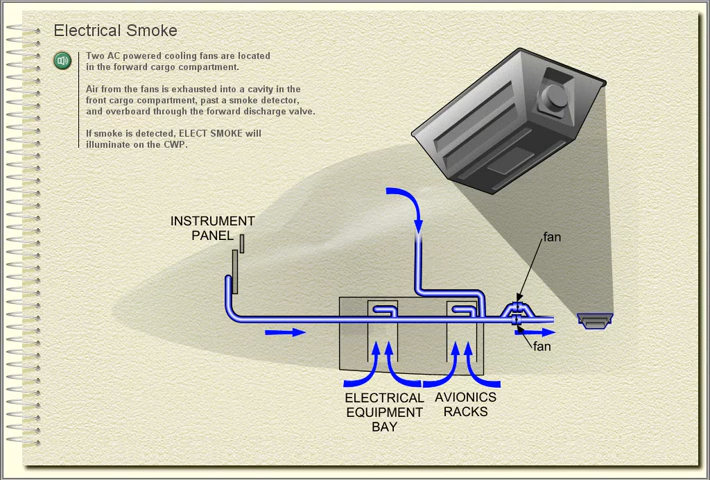 Electrical Smoke
Two AC powered cooling fans are located
in the forward cargo compartment.
Air from the fans is exhausted into a cavity in the
front cargo compartment, past a smoke detector,
and overboard through the forward discharge valve.
If smoke is detected, ELECT SMOKE will
illuminate on the CWP.
INSTRUMENT
PANEL
fan
fan
ELECTRICAL
EQUIPMENT
BAY
AVIONICS
RACKS